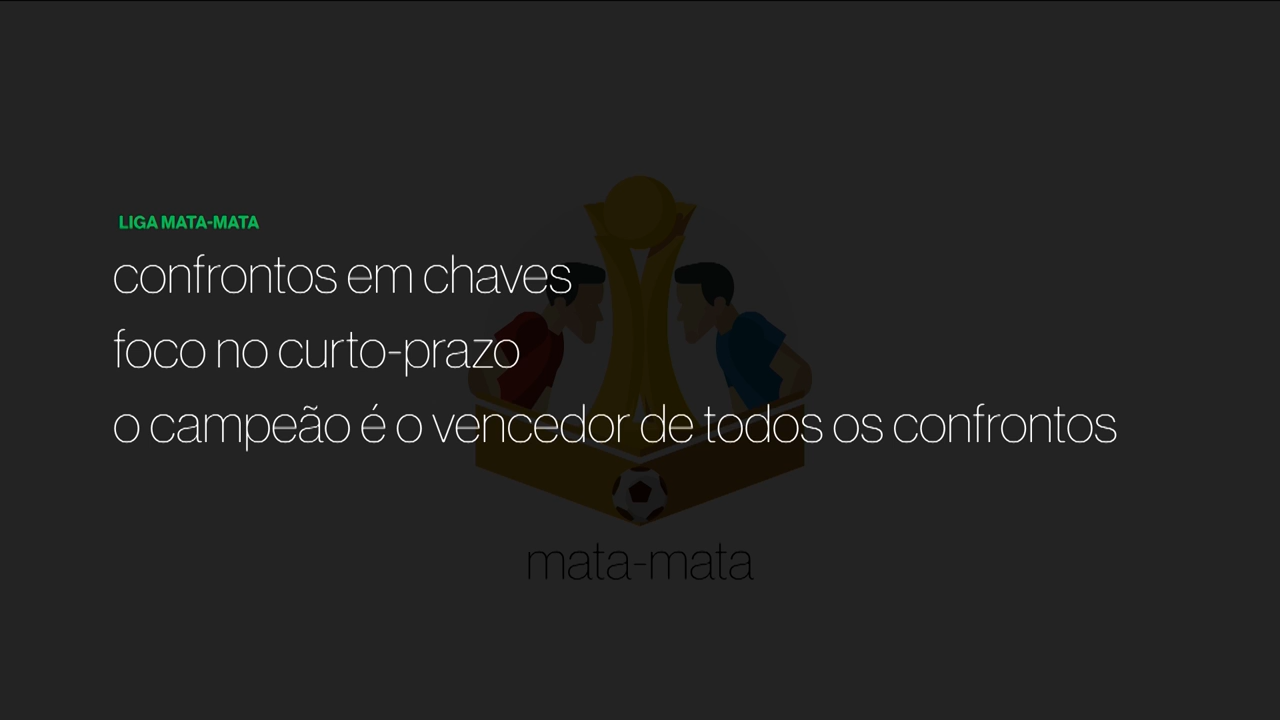 LIGA MATA-MATA
confrontos em chaves
foco no curto-prazo
o campeão é o vencedor de todos os confrontos
mata-mata